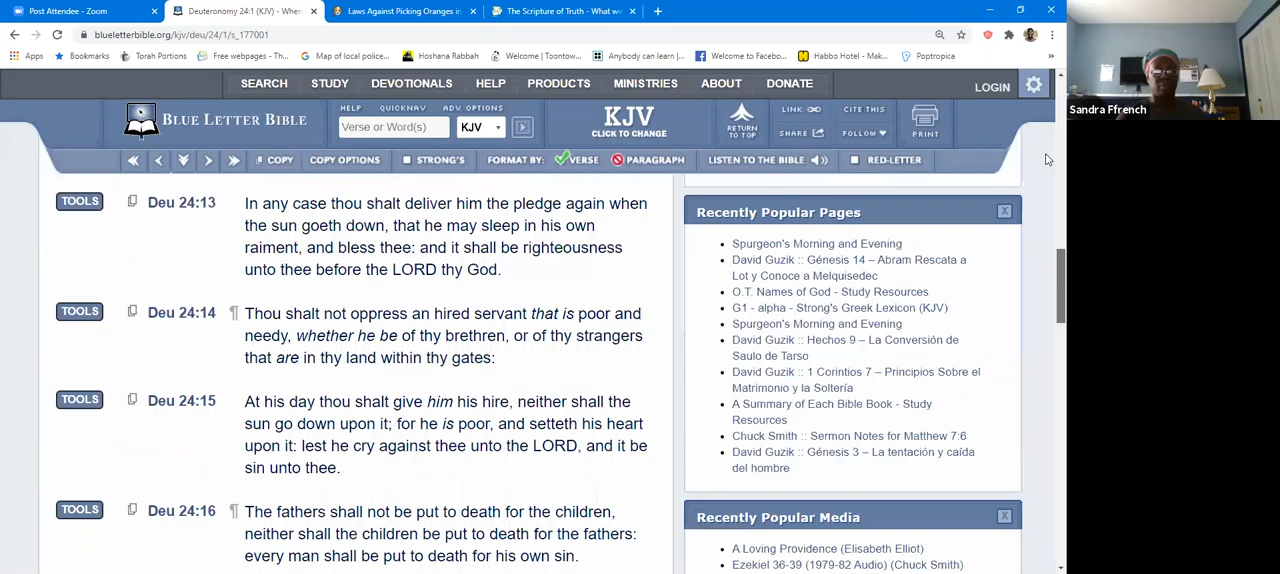 Post Attendee - Zoom
Deuteronomy 24:1 (KJV) - When
Laws Against Picking Oranges in
The Scripture of Truth - What we
blueletterbible.org/kjv/deu/24/1/s_177001
Apps
Bookmarks
Torah Portions
Free webpages - Th...
Map of local police...
Hoshana Rabbah
Welcome | Toontow...
Anybody can learn |...
Welcome to Facebo...
Habbo Hotel - Mak...
Poptropica
SEARCH STUDY DEVOTIONALS HELP PRODUCTS MINISTRIES ABOUT DONATE
LOGIN
BLUE LETTER BIBLE
HELP QUICKNAV ADV. OPTIONS
Verse or Word(s)
KJV
KJV
CLICK TO CHANGE
RETURN
TO TOP
LINK
CITE THIS
SHARE
FOLLOW
PRINT
COPY COPY OPTIONS STRONG'S FORMAT BY: VERSE PARAGRAPH LISTEN TO THE BIBLE RED-LETTER
TOOLS Deu 24:13 In any case thou shalt deliver him the pledge again when
the sun goeth down, that he may sleep in his own
raiment, and bless thee: and it shall be righteousness
unto thee before the LORD thy God.
TOOLS Deu 24:14 ¶ Thou shalt not oppress an hired servant that is poor and
needy, whether he be of thy brethren, or of thy strangers
that are in thy land within thy gates:
TOOLS Deu 24:15 At his day thou shalt give him his hire, neither shall the
sun go down upon it; for he is poor, and setteth his heart
upon it: lest he cry against thee unto the LORD, and it be
sin unto thee.
TOOLS Deu 24:16 ¶ The fathers shall not be put to death for the children,
neither shall the children be put to death for the fathers:
every man shall be put to death for his own sin.
Recently Popular Pages X
Spurgeon's Morning and Evening
David Guzik :: Génesis 14 – Abram Rescata a
Lot y Conoce a Melquisedec
O.T. Names of God - Study Resources
G1 - alpha - Strong's Greek Lexicon (KJV)
Spurgeon's Morning and Evening
David Guzik :: Hechos 9 – La Conversión de
Saulo de Tarso
David Guzik :: 1 Corintios 7 – Principios Sobre el
Matrimonio y la Soltería
A Summary of Each Bible Book - Study
Resources
Chuck Smith :: Sermon Notes for Matthew 7:6
David Guzik :: Génesis 3 – La tentación y caída
del hombre
Recently Popular Media X
A Loving Providence (Elisabeth Elliot)
Ezekiel 36-39 (1979-82 Audio) (Chuck Smith)
Sandra Ffrench